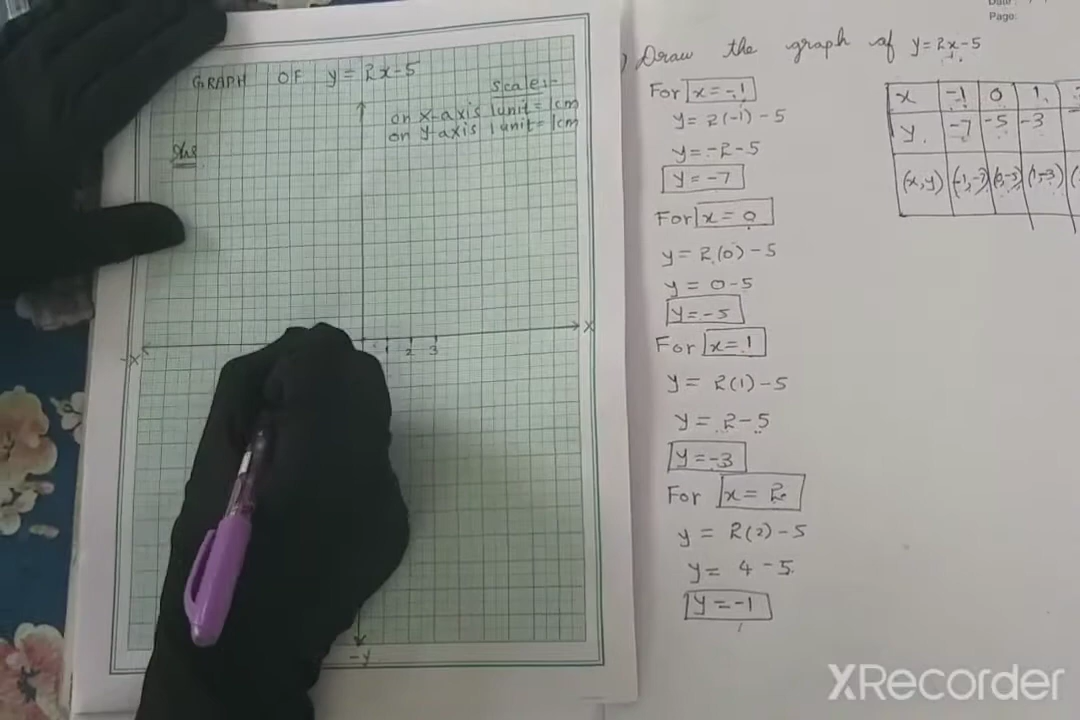 GRAPH OF y = 2x-5
Scale:-
on x-axis 1unit = 1cm
on y-axis 1unit = 1cm
X
-X
1 2 3
-y
Page:
Draw the graph of y=2x-5
For x = -1
y = 2(-1) - 5
y = -2 - 5
y = -7
For x = 0
y = 2(0) - 5
y = 0-5
y = -5
For x = 1
y = 2(1) - 5
y = 2-5
y = -3
For x = 2
y = 2(2) - 5
y = 4 - 5
y = -1
x -1 0 1
y -7 -5 -3
(x,y) (-1,-7) (0,-5) (1,-3)
XRecorder